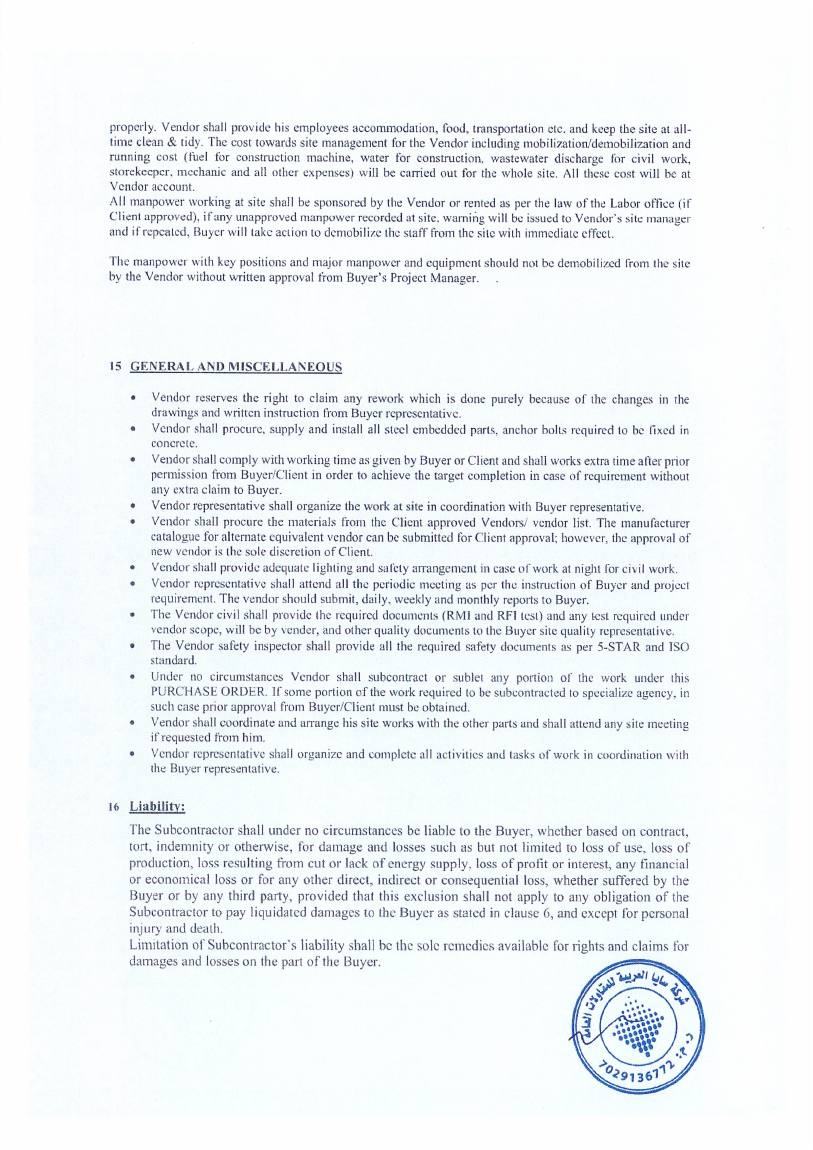 properly. Vendor shall provide his employees accommodation, food, transportation etc. and keep the site at all-
time clean & tidy. The cost towards site management for the Vendor including mobilization/demobilization and
running cost (fuel for construction machine, water for construction, wastewater discharge for civil work,
storekeeper, mechanic and all other expenses) will be carried out for the whole site. All these cost will be at
Vendor account.
All manpower working at site shall be sponsored by the Vendor or rented as per the law of the Labor office (if
Client approved), if any unapproved manpower recorded at site, warning will be issued to Vendor's site manager
and if repeated, Buyer will take action to demobilize the staff from the site with immediate effect.
The manpower with key positions and major manpower and equipment should not be demobilized from the site
by the Vendor without written approval from Buyer's Project Manager. .
15 GENERAL AND MISCELLANEOUS
• Vendor reserves the right to claim any rework which is done purely because of the changes in the
drawings and written instruction from Buyer representative.
• Vendor shall procure, supply and install all steel embedded parts, anchor bolts required to be fixed in
concrete.
• Vendor shall comply with working time as given by Buyer or Client and shall works extra time after prior
permission from Buyer/Client in order to achieve the target completion in case of requirement without
any extra claim to Buyer.
• Vendor representative shall organize the work at site in coordination with Buyer representative.
• Vendor shall procure the materials from the Client approved Vendors/ vendor list. The manufacturer
catalogue for alternate equivalent vendor can be submitted for Client approval; however, the approval of
new vendor is the sole discretion of Client.
• Vendor shall provide adequate lighting and safety arrangement in case of work at night for civil work.
• Vendor representative shall attend all the periodic meeting as per the instruction of Buyer and project
requirement. The vendor should submit, daily, weekly and monthly reports to Buyer.
• The Vendor civil shall provide the required documents (RMI and RFI test) and any test required under
vendor scope, will be by vender, and other quality documents to the Buyer site quality representative.
• The Vendor safety inspector shall provide all the required safety documents as per 5-STAR and ISO
standard.
• Under no circumstances Vendor shall subcontract or sublet any portion of the work under this
PURCHASE ORDER. If some portion of the work required to be subcontracted to specialize agency, in
such case prior approval from Buyer/Client must be obtained.
• Vendor shall coordinate and arrange his site works with the other parts and shall attend any site meeting
if requested from him.
• Vendor representative shall organize and complete all activities and tasks of work in coordination with
the Buyer representative.
16 Liability:
The Subcontractor shall under no circumstances be liable to the Buyer, whether based on contract,
tort, indemnity or otherwise, for damage and losses such as but not limited to loss of use, loss of
production, loss resulting from cut or lack of energy supply, loss of profit or interest, any financial
or economical loss or for any other direct, indirect or consequential loss, whether suffered by the
Buyer or by any third party, provided that this exclusion shall not apply to any obligation of the
Subcontractor to pay liquidated damages to the Buyer as stated in clause 6, and except for personal
injury and death.
Limitation of Subcontractor's liability shall be the sole remedies available for rights and claims for
damages and losses on the part of the Buyer.
شركة سايا العربية للمقاولات العامة
ر. م: 7029136772